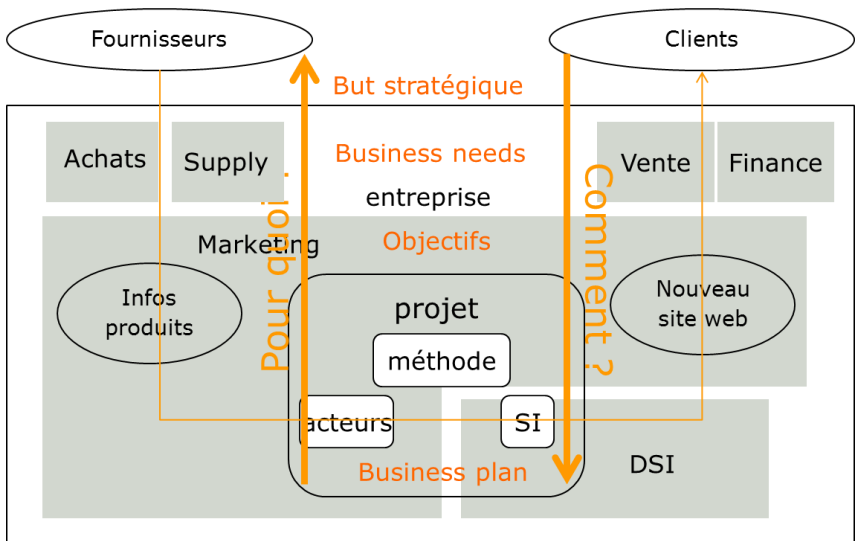 Fournisseurs
Clients
But stratégique
Achats
Supply
Business needs
Vente
Finance
entreprise
Marketing
Objectifs
Pour quoi
Comment ?
Infos
produits
projet
Nouveau
site web
méthode
acteurs
SI
Business plan
DSI